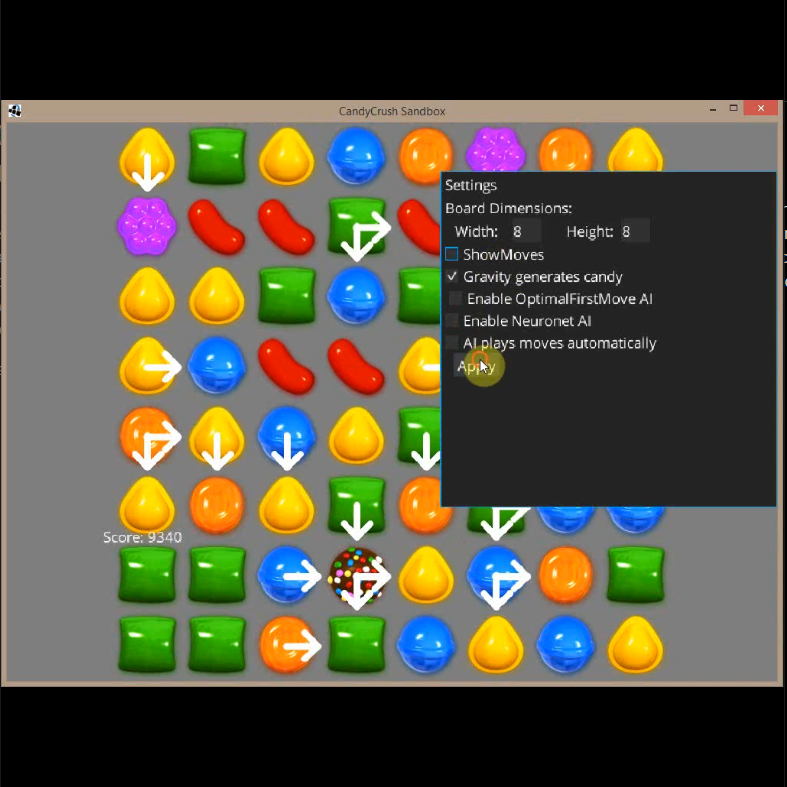 CandyCrush Sandbox
Settings
Board Dimensions:
Width: 8 Height: 8
ShowMoves
Gravity generates candy
Enable OptimalFirstMove AI
Enable Neuronet AI
AI plays moves automatically
Apply
Score: 9340